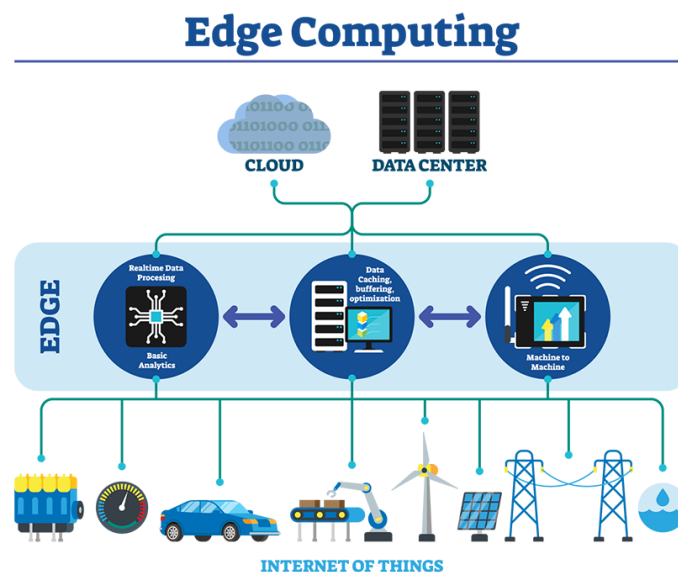 Edge Computing
CLOUD
DATA CENTER
EDGE
Realtime Data
Procesing
Basic
Analytics
Data
Caching,
buffering,
optimization
Machine to
Machine
INTERNET OF THINGS